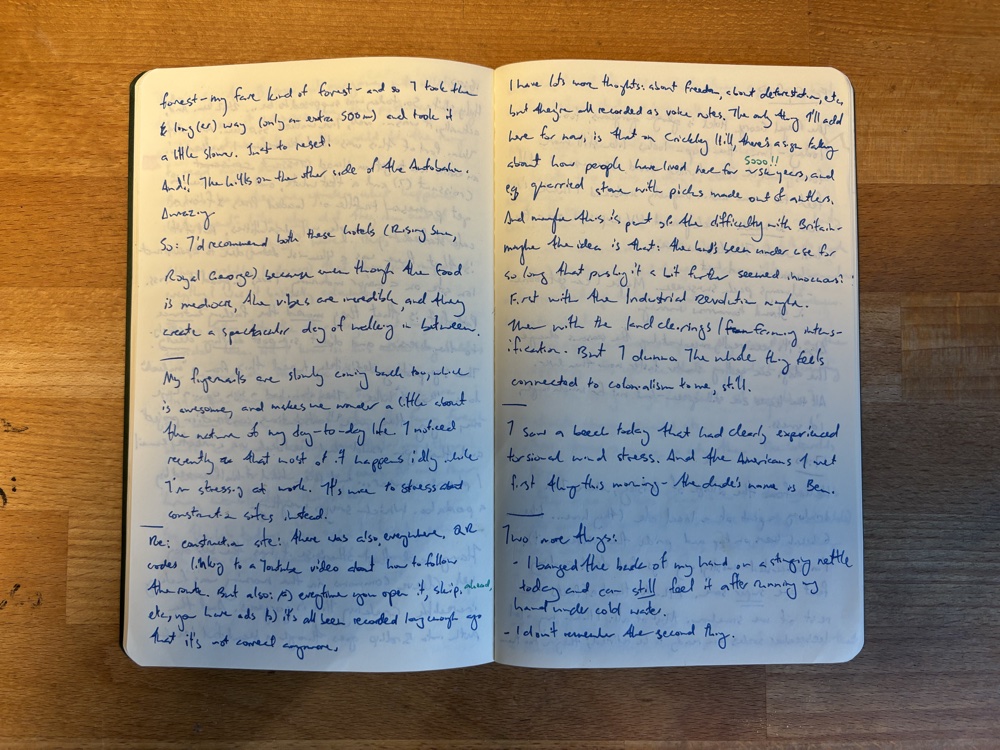 forest - my fave kind of forest - and so I took the
long(er) way (only an extra 500m) and took it
a little slower. Just to reset.
And!! The hills on the other side of the Autobahn.
Amazing
So: I'd recommend both these hotels (Rising Sun,
Royal George) because even though the food
is mediocre, the vibes are incredible, and they
create a spectacular day of walking in between.
My fingernails are slowly coming back too, which
is awesome, and makes me wonder a little about
the nature of my day-to-day life. I noticed
recently that most of it happens idly while
I'm stressing at work. It's nice to stress about
construction sites instead.
Re: construction site: there was also, everywhere, QR
codes linking to a Youtube video about how to follow
the route. But also: a) everytime you open it, skip ahead,
etc, you have ads b) it's all been recorded long enough ago
that it's not correct anymore.
I have lots more thoughts: about freedom, about deforestation, etc,
but they're all recorded as voice notes. The only thing I'll add
here for now, is that on Crickley Hill, there's a sign talking
about how people have lived here for ~5k years, and
Sooo!!
eg quarried stone with picks made out of antlers.
And maybe this is part of the difficulty with Britain -
maybe the idea is that: the land's been under use for
so long that pushing it a bit further seemed innocuous?
First with the Industrial revolution maybe.
Then with the land clearings / farming intens-
ification. But I dunno. The whole thing feels
connected to colonialism to me, still.
I saw a beech today that had clearly experienced
torsional wind stress. And the Americans I met
first thing this morning - the dude's name is Ben.
Two more things:
- I banged the back of my hand on a stinging nettle
today and can still feel it after running my
hand under cold water.
- I don't remember the second thing.